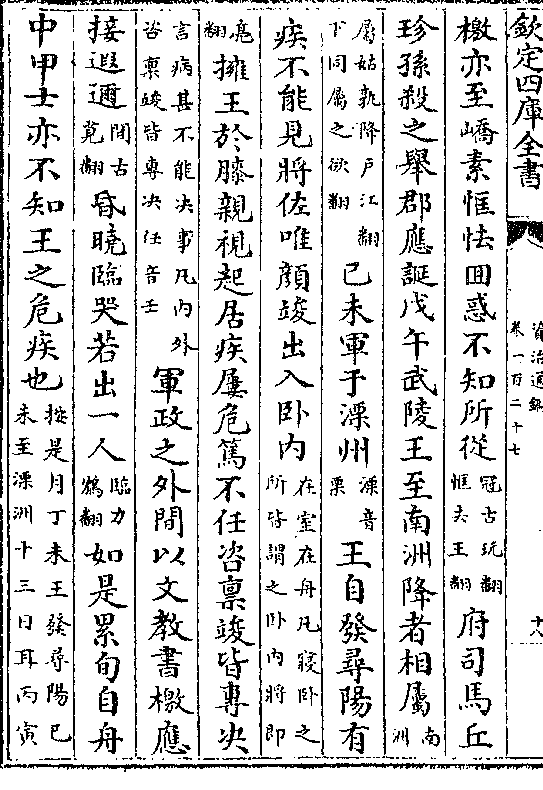 欽定四庫全書
資治通鑑
卷一百二十七
十八
檄亦至嶠素恇怯囬惑不知所從冠古玩翻恇去王翻府司馬丘
珍孫殺之舉郡應誕戊午武陵王至南洲降者相屬南洲
屬姑孰降戶江翻下同屬之欲翻己未軍于溧州溧音栗王自發尋陽有
疾不能見將佐唯顔竣出入卧内在室在舟凡寢卧之所皆謂之卧内將即
亮翻擁王於膝親視起居疾屢危篤不任咨稟竣皆專决
言病甚不能决事凡内外咨稟竣皆專决任音壬軍政之外間以文教書檄應
接遐邇間古莧翻昏曉臨哭若出一人臨力鴆翻如是累旬自舟
中甲士亦不知王之危疾也按是月丁未王發尋陽已未至溧洲十三日耳丙寅